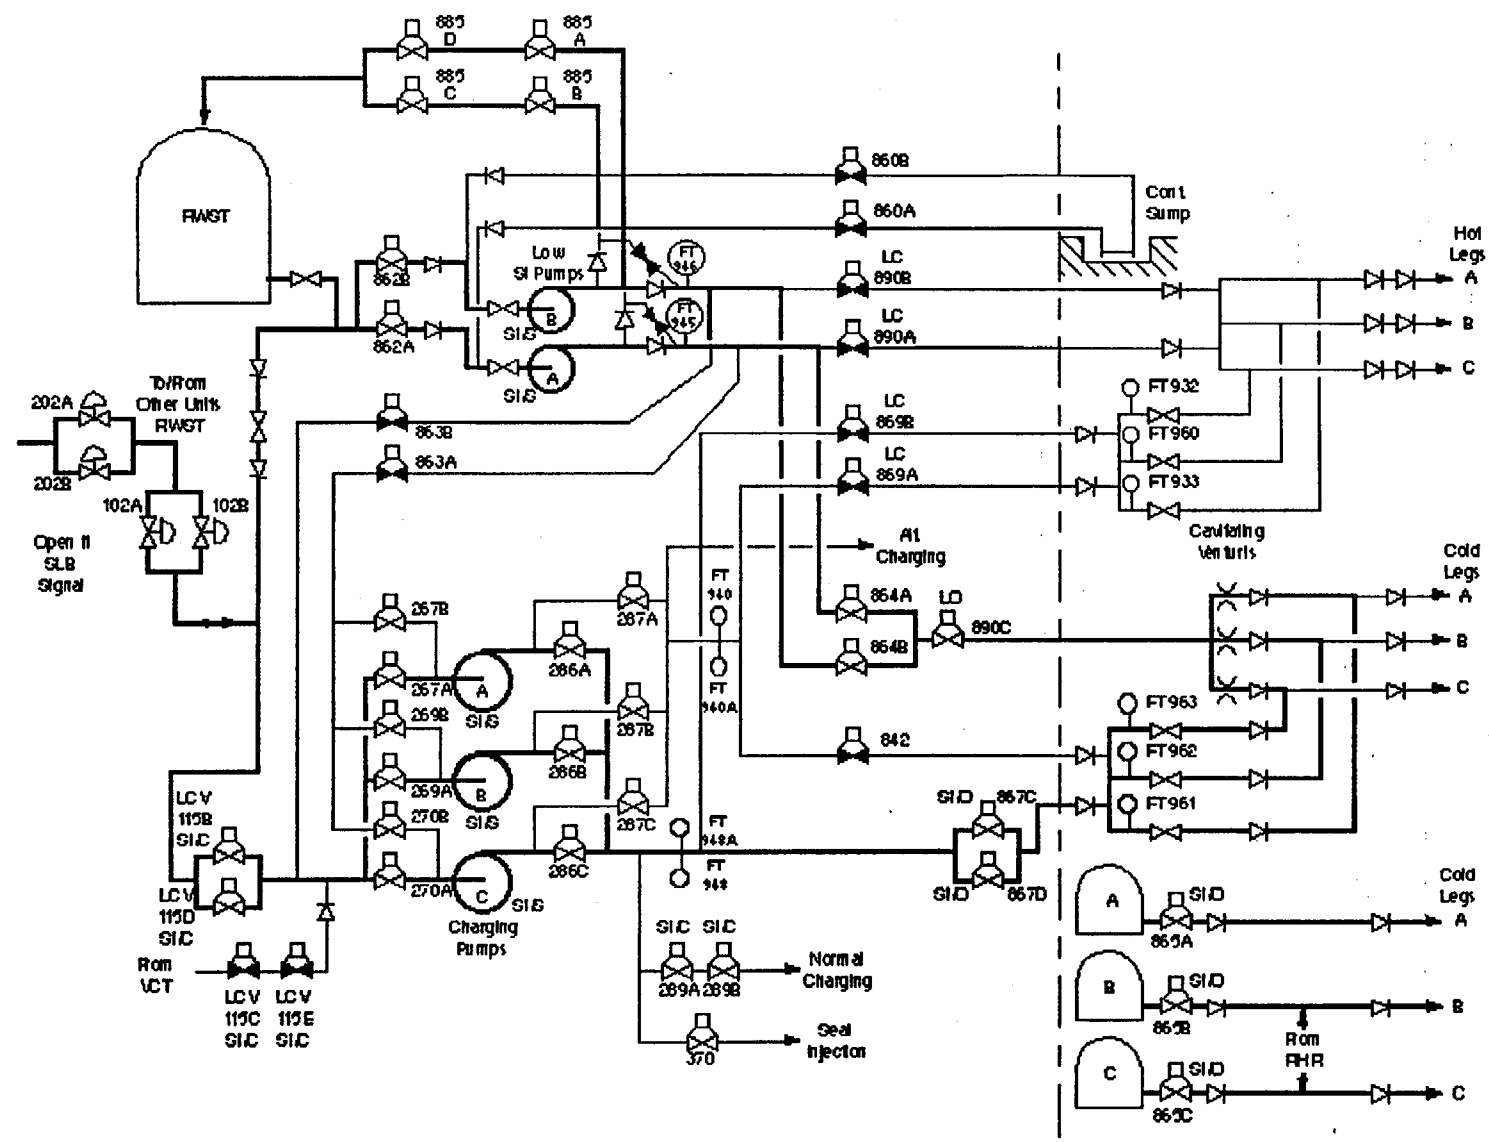 885
D
885
A
885
C
885
B
RWST
860B
860A
Cont.
Sump
Low
SI Pumps
FT
946
LC
890B
Hot
Legs
A
862B
B
SI/S
FT
945
LC
890A
B
862A
A
SI/S
C
To/From
Other Units
RWST
202A
863B
LC
869B
FT932
FT960
863A
LC
869A
FT933
202B
102A
102B
Open if
SLB
Signal
Cavitating
Venturis
Alt.
Charging
Cold
Legs
A
267B
287A
FT
940
864A
LO
890C
286A
864B
B
267A
A
SI/S
FT
940A
C
269B
287B
FT963
842
FT962
286B
269A
B
SI/S
LCV
115B
SI/C
270B
287C
FT
948A
SI/D
867C
FT961
286C
FT
948
SI/D
867D
270A
C
SI/S
LCV
115D
SI/C
Charging
Pumps
Cold
Legs
A
SI/D
865A
A
SI/C
SI/C
From
VCT
289A
289B
Normal
Charging
B
SI/D
865B
B
LCV
115C
SI/C
LCV
115E
SI/C
370
Seal
Injection
From
RHR
C
SI/D
865C
C